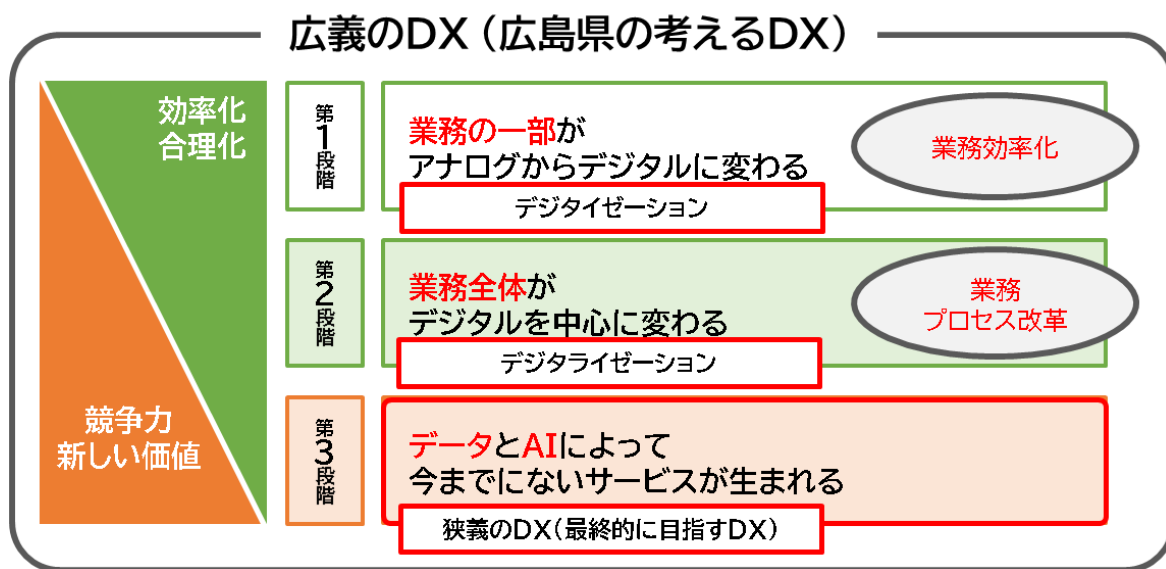 広義のDX（広島県の考えるDX）
効率化
合理化
第1段階
業務の一部が
アナログからデジタルに変わる
デジタイゼーション
業務効率化
第2段階
業務全体が
デジタルを中心に変わる
デジタライゼーション
業務
プロセス改革
競争力
新しい価値
第3段階
データとAIによって
今までにないサービスが生まれる
狭義のDX（最終的に目指すDX）